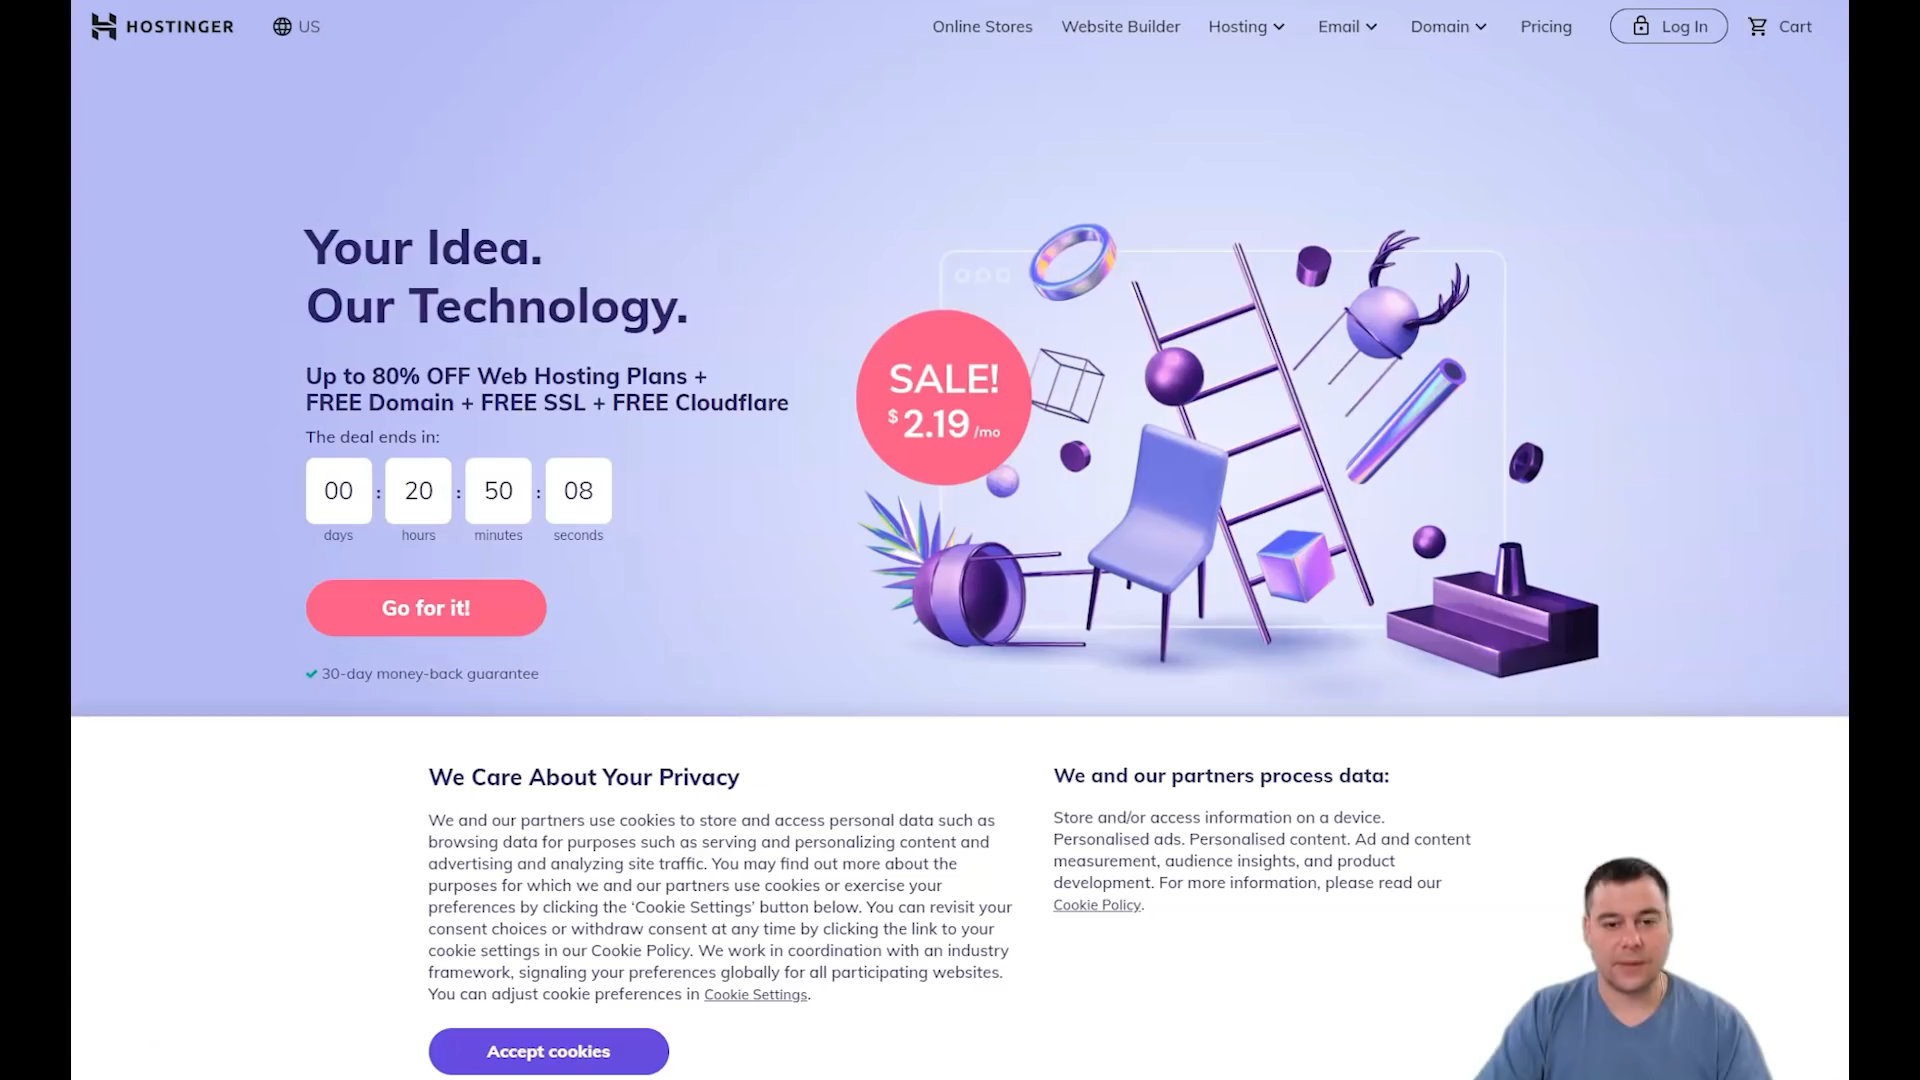 HOSTINGER
US
Online Stores
Website Builder
Hosting
Email
Domain
Pricing
Log In
Cart
Your Idea.
Our Technology.
Up to 80% OFF Web Hosting Plans +
FREE Domain + FREE SSL + FREE Cloudflare
The deal ends in:
00 : 20 : 50 : 08
days hours minutes seconds
Go for it!
30-day money-back guarantee
SALE!
$2.19/mo
We Care About Your Privacy
We and our partners use cookies to store and access personal data such as
browsing data for purposes such as serving and personalizing content and
advertising and analyzing site traffic. You may find out more about the
purposes for which we and our partners use cookies or exercise your
preferences by clicking the ‘Cookie Settings’ button below. You can revisit your
consent choices or withdraw consent at any time by clicking the link to your
cookie settings in our Cookie Policy. We work in coordination with an industry
framework, signaling your preferences globally for all participating websites.
You can adjust cookie preferences in Cookie Settings.
Accept cookies
We and our partners process data:
Store and/or access information on a device.
Personalised ads. Personalised content. Ad and content
measurement, audience insights, and product
development. For more information, please read our
Cookie Policy.